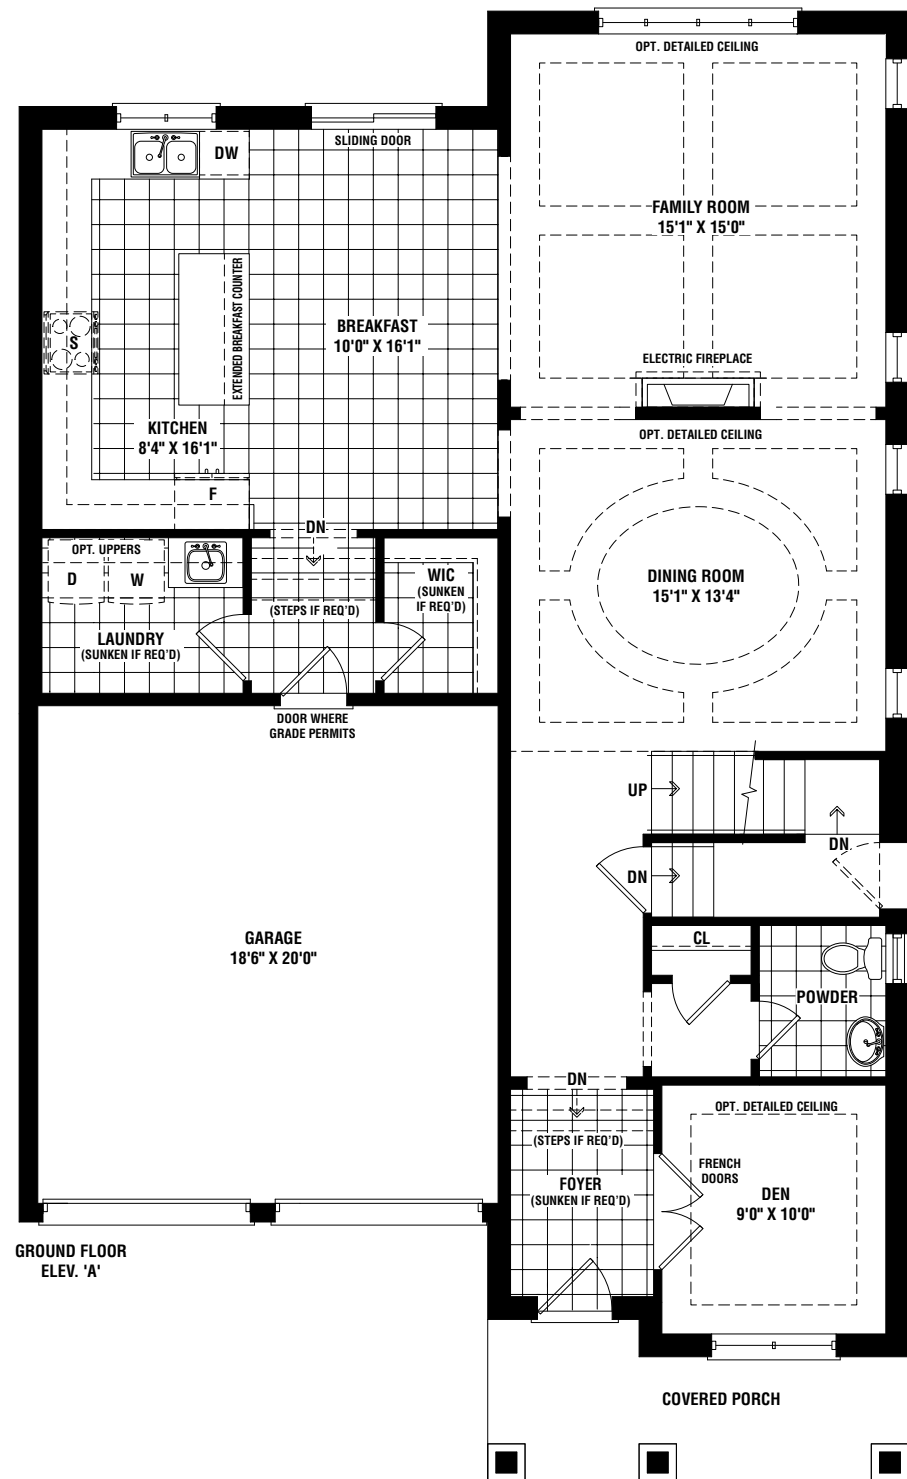 OPT. DETAILED CEILING
FAMILY ROOM
15'1" X 15'0"
ELECTRIC FIREPLACE
DW
SLIDING DOOR
EXTENDED BREAKFAST COUNTER
BREAKFAST
10'0" X 16'1"
S
KITCHEN
8'4" X 16'1"
F
OPT. DETAILED CEILING
DINING ROOM
15'1" X 13'4"
DN
(STEPS IF REQ'D)
OPT. UPPERS
D
W
LAUNDRY
(SUNKEN IF REQ'D)
WIC
(SUNKEN
IF REQ'D)
DOOR WHERE
GRADE PERMITS
UP
DN
DN
GARAGE
18'6" X 20'0"
CL
POWDER
DN
(STEPS IF REQ'D)
FOYER
(SUNKEN IF REQ'D)
OPT. DETAILED CEILING
FRENCH
DOORS
DEN
9'0" X 10'0"
GROUND FLOOR
ELEV. 'A'
COVERED PORCH